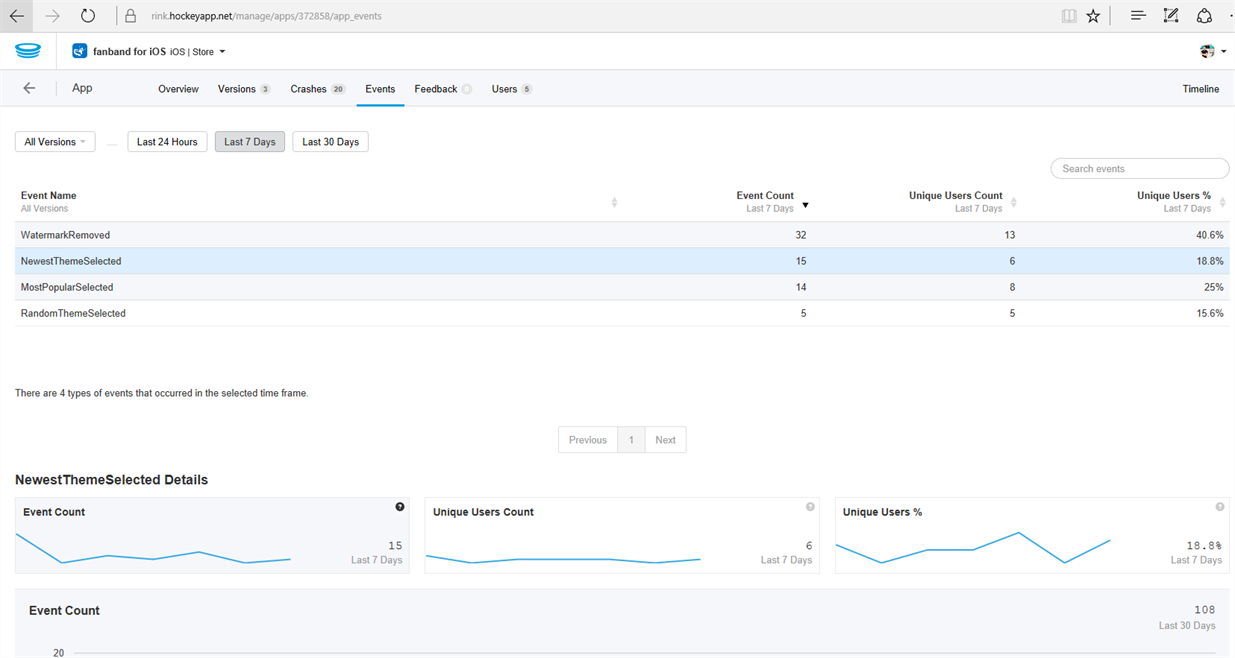 rink.hockeyapp.net/manage/apps/372858/app_events
fanband for iOS iOS | Store
App Overview Versions 3 Crashes 20 Events Feedback 0 Users 5 Timeline
All Versions Last 24 Hours Last 7 Days Last 30 Days
Search events
Event Name Event Count Unique Users Count Unique Users %
All Versions Last 7 Days Last 7 Days Last 7 Days
WatermarkRemoved 32 13 40.6%
NewestThemeSelected 15 6 18.8%
MostPopularSelected 14 8 25%
RandomThemeSelected 5 5 15.6%
There are 4 types of events that occurred in the selected time frame.
Previous 1 Next
NewestThemeSelected Details
Event Count ? Unique Users Count ? Unique Users % ?
15 6 18.8%
Last 7 Days Last 7 Days Last 7 Days
Event Count 108
Last 30 Days
20